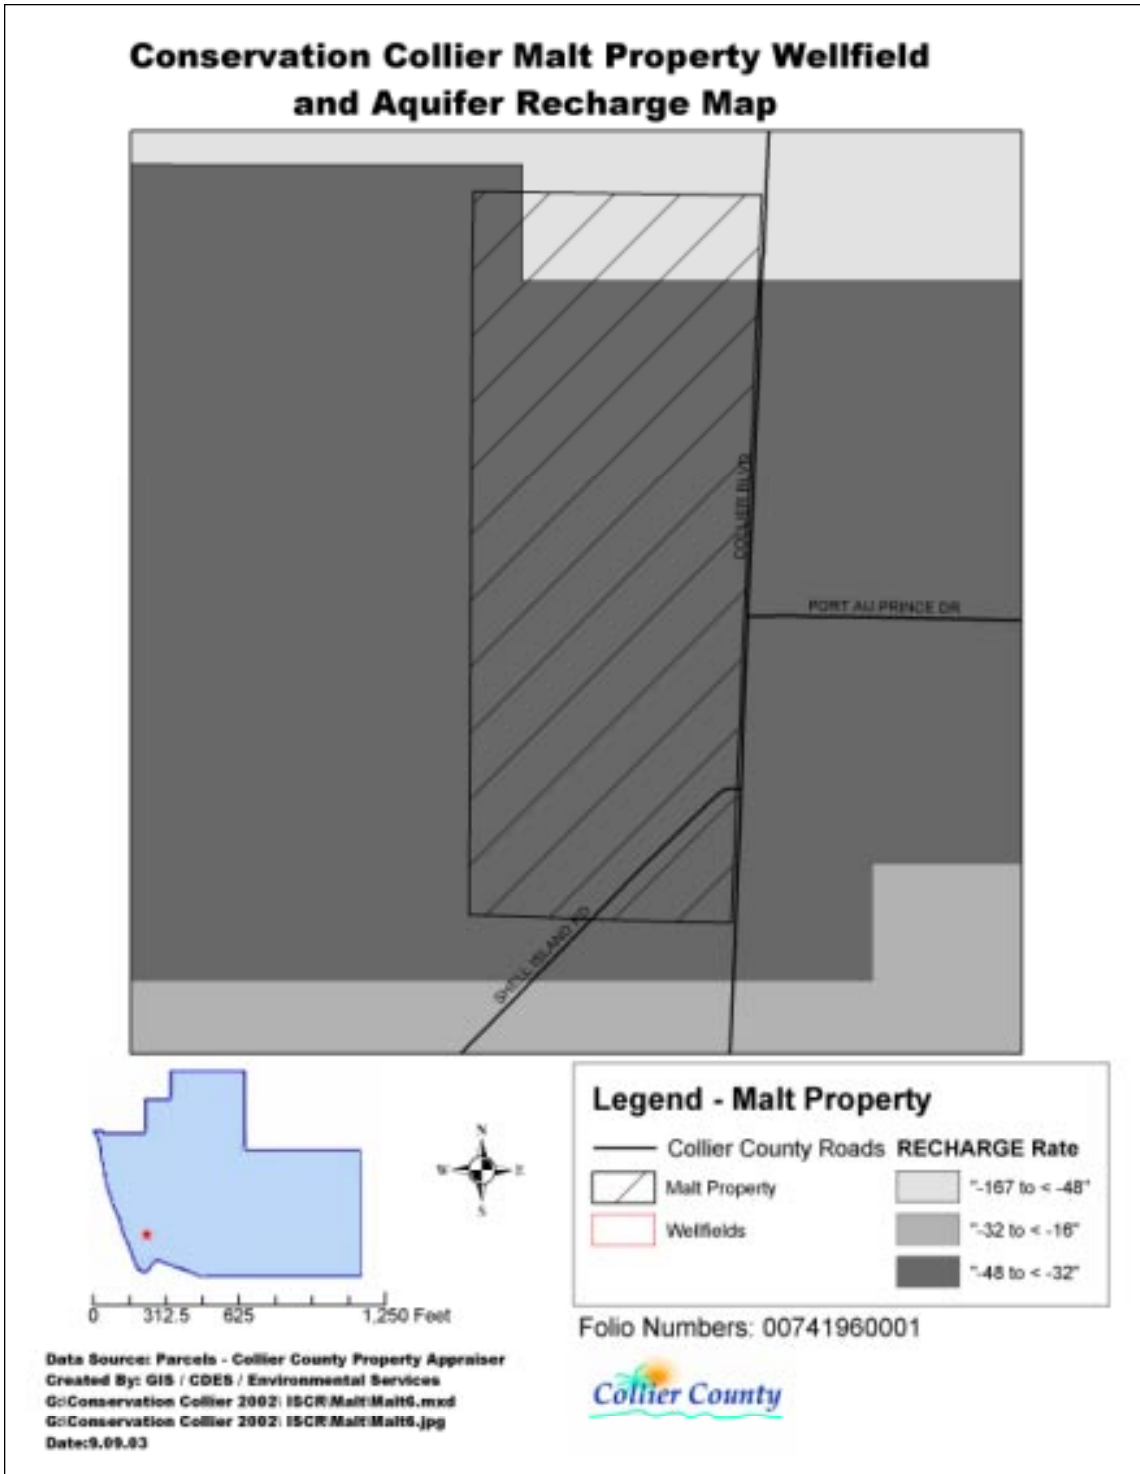 Conservation Collier Malt Property Wellfield
and Aquifer Recharge Map
COLLIER BLVD
PORT AU PRINCE DR
SHELL ISLAND RD
N
W E
S
0 312.5 625 1,250 Feet
Legend - Malt Property
Collier County Roads RECHARGE Rate
Malt Property "-167 to < -48"
Wellfields "-32 to < -16"
"-48 to < -32"
Folio Numbers: 00741960001
Data Source: Parcels - Collier County Property Appraiser
Created By: GIS / CDES / Environmental Services
G:\Conservation Collier 2002\ ISCR\Malt\Malt6.mxd
G:\Conservation Collier 2002\ ISCR\Malt\Malt6.jpg
Date:9.09.03
Collier County